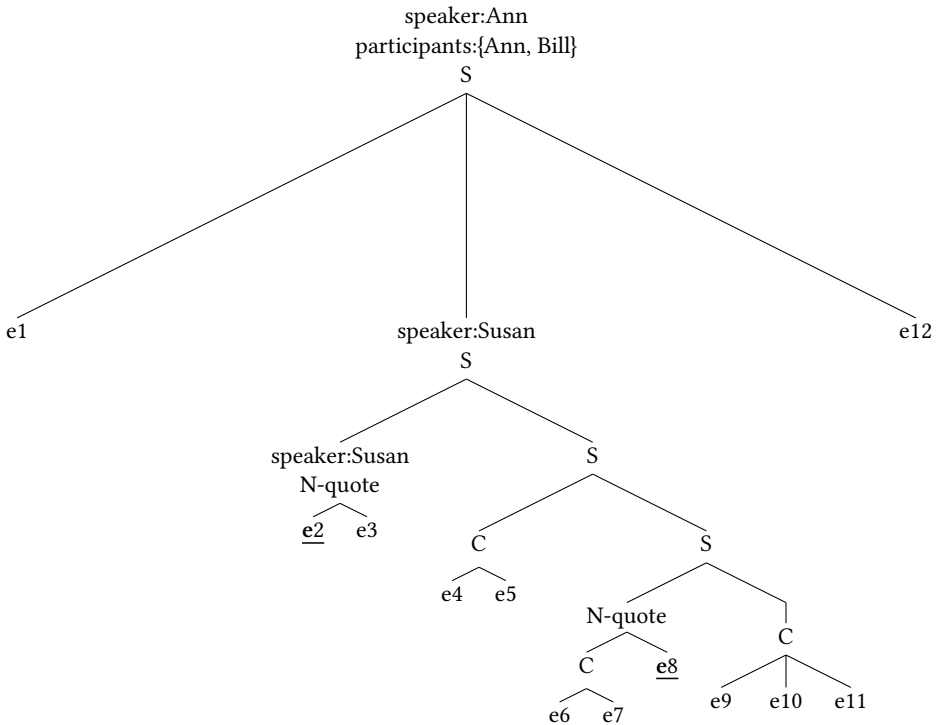 speaker:Ann
participants:{Ann, Bill}
S
e1 speaker:Susan e12
S
speaker:Susan S
N-quote
e2 e3 C S
e4 e5 N-quote C
C e8 e9 e10 e11
e6 e7